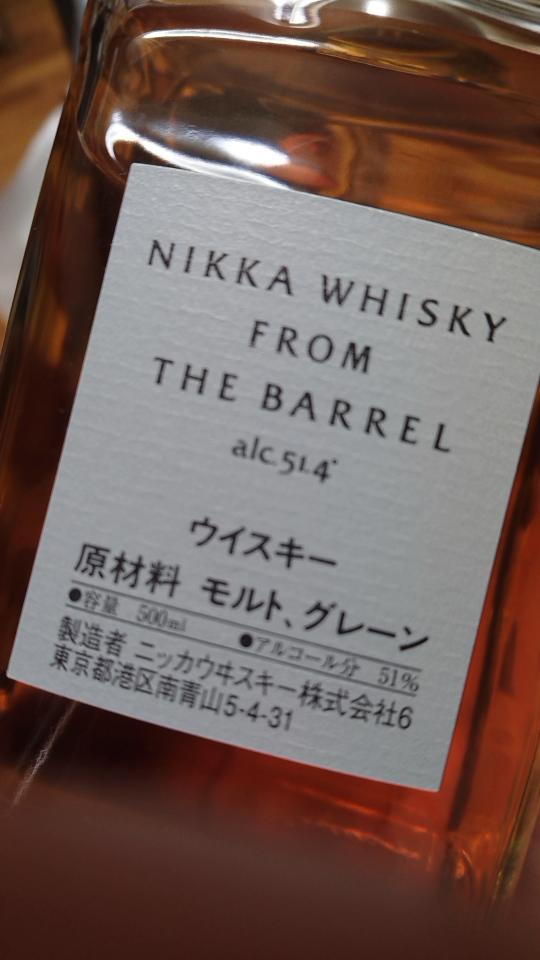 NIKKA WHISKY
FROM
THE BARREL
alc.51.4°
ウイスキー
原材料 モルト、グレーン
●容量 500ml ●アルコール分 51%
製造者 ニッカウヰスキー株式会社6
東京都港区南青山5-4-31